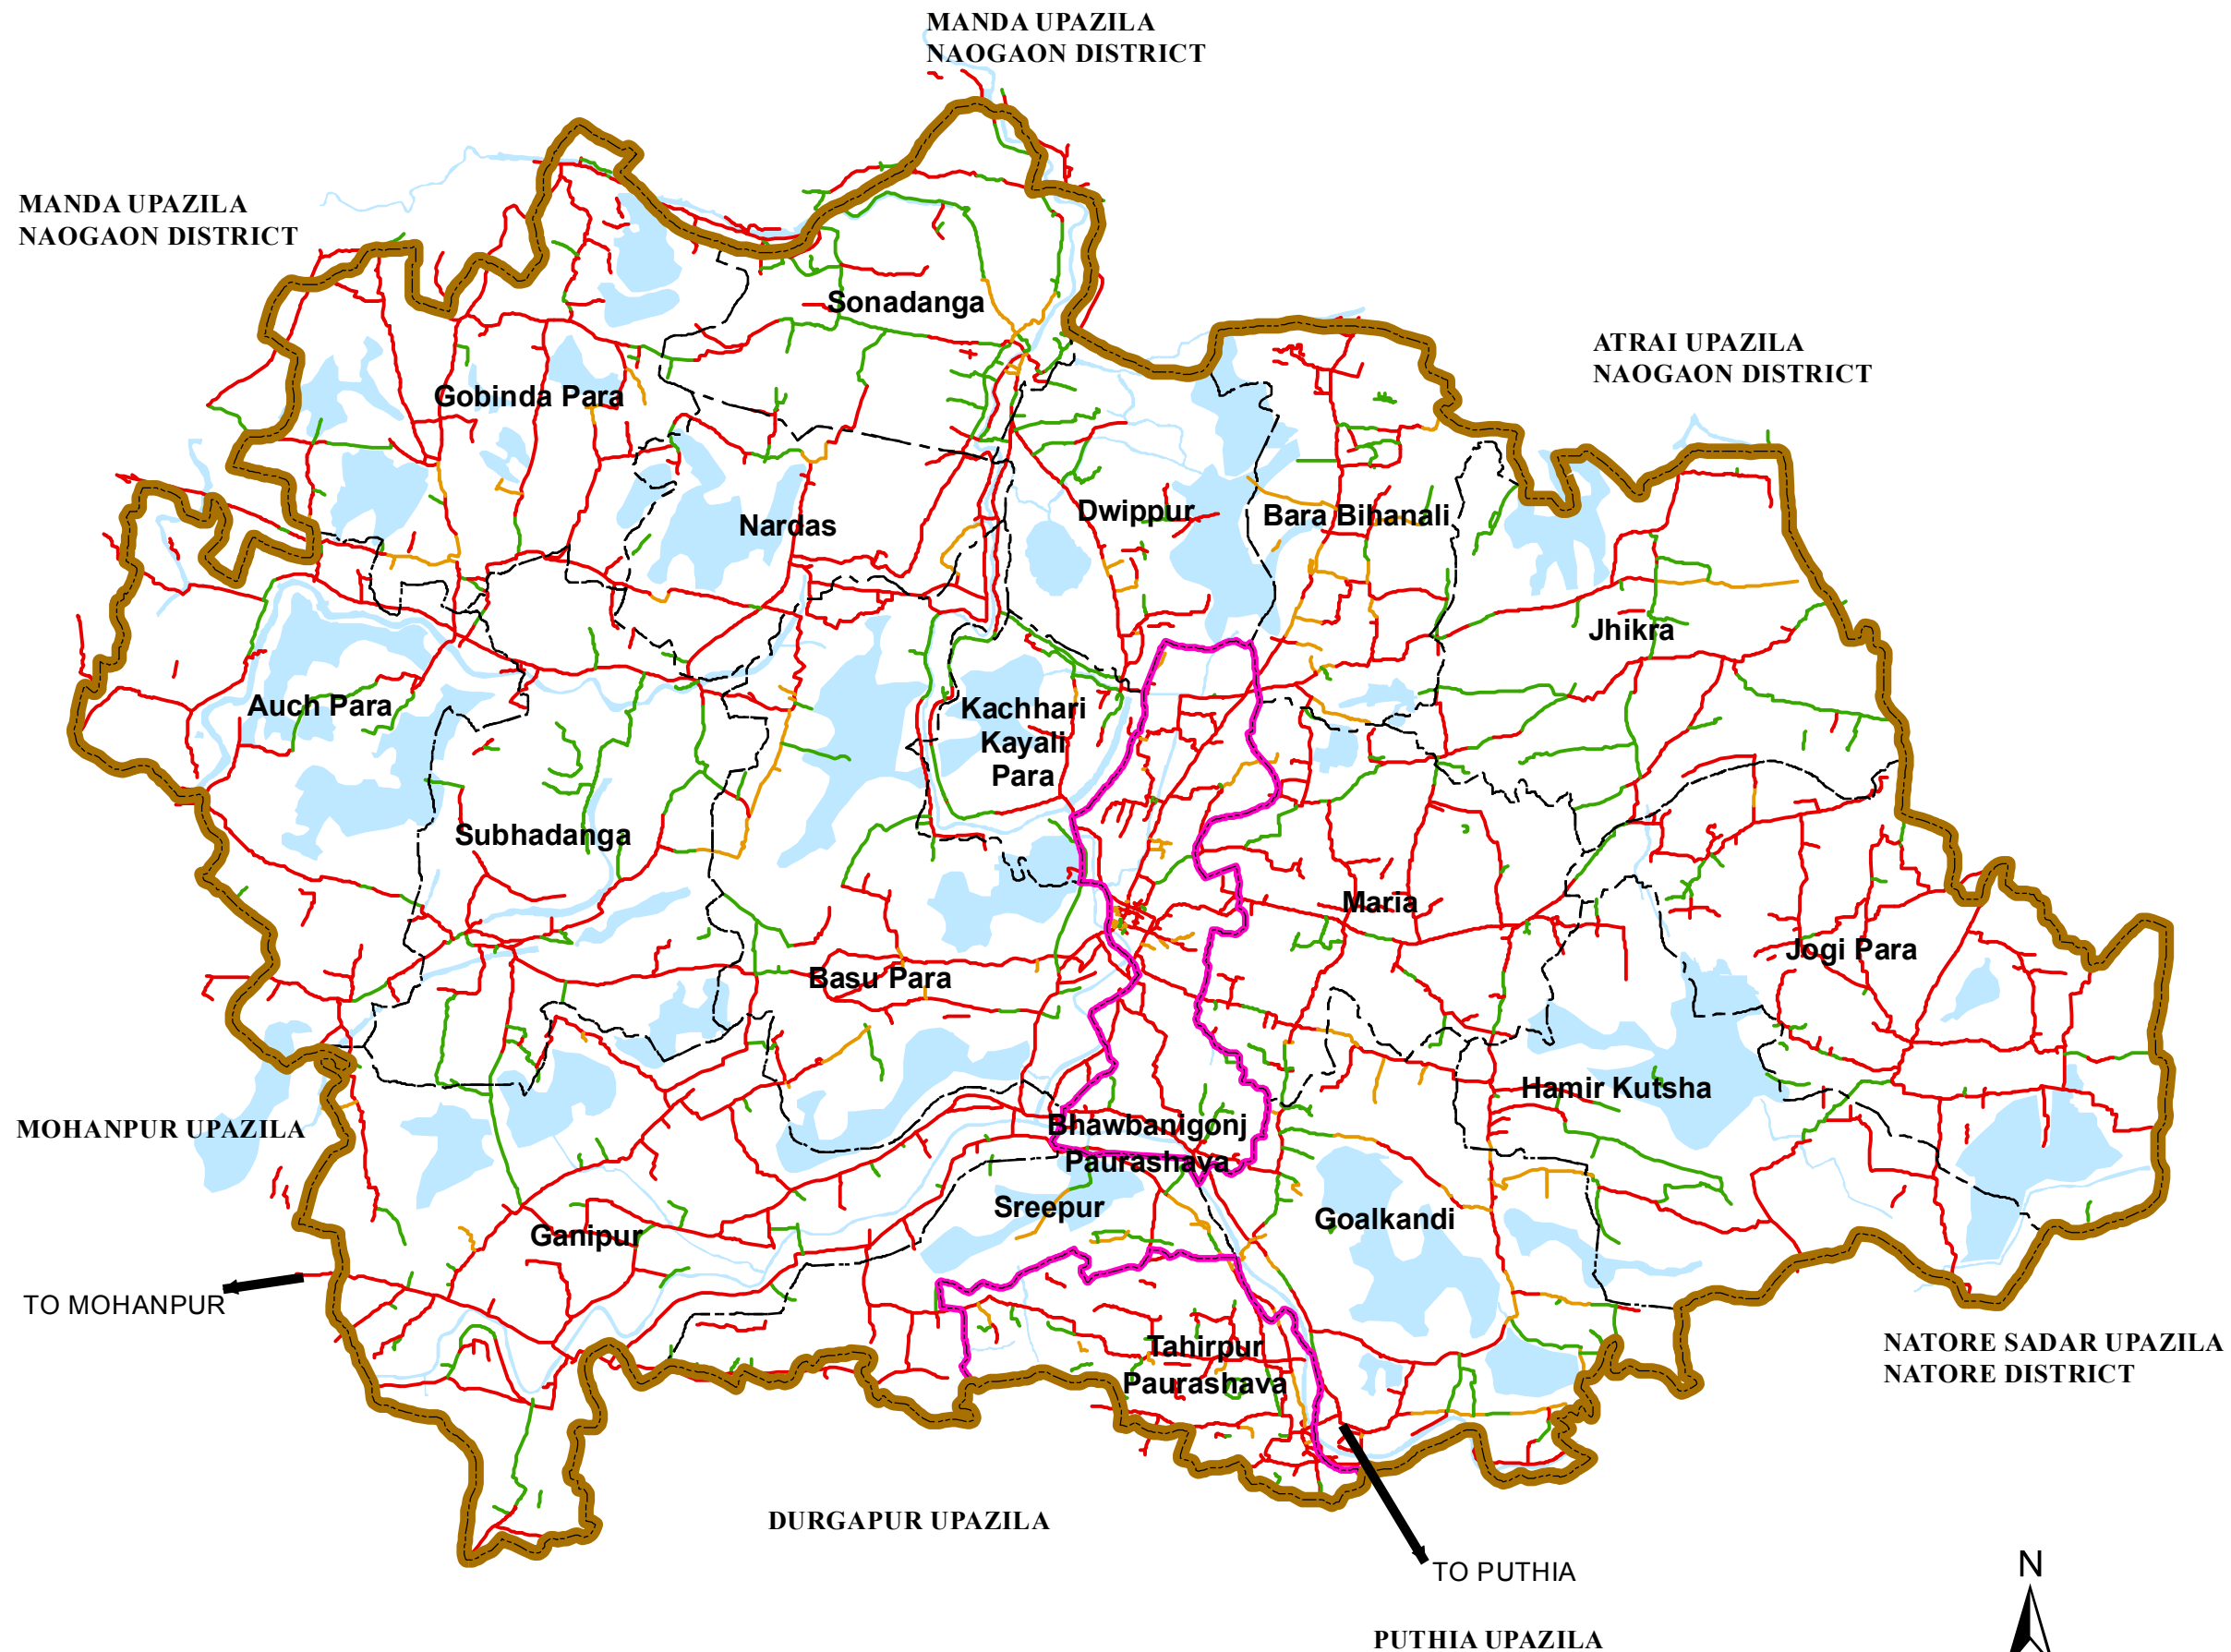 MANDA UPAZILA
NAOGAON DISTRICT
MANDA UPAZILA
NAOGAON DISTRICT
Sonadanga
ATRAI UPAZILA
NAOGAON DISTRICT
Gobinda Para
Dwippur
Bara Bihanali
Nardas
Jhikra
Auch Para
Kachhari
Kayali
Para
Subhadanga
Maria
Jogi Para
Basu Para
Hamir Kutsha
Bhawbanigonj
Paurashava
MOHANPUR UPAZILA
Sreepur
Goalkandi
Ganipur
TO MOHANPUR
Tahirpur
Paurashava
NATORE SADAR UPAZILA
NATORE DISTRICT
DURGAPUR UPAZILA
TO PUTHIA
N
PUTHIA UPAZILA